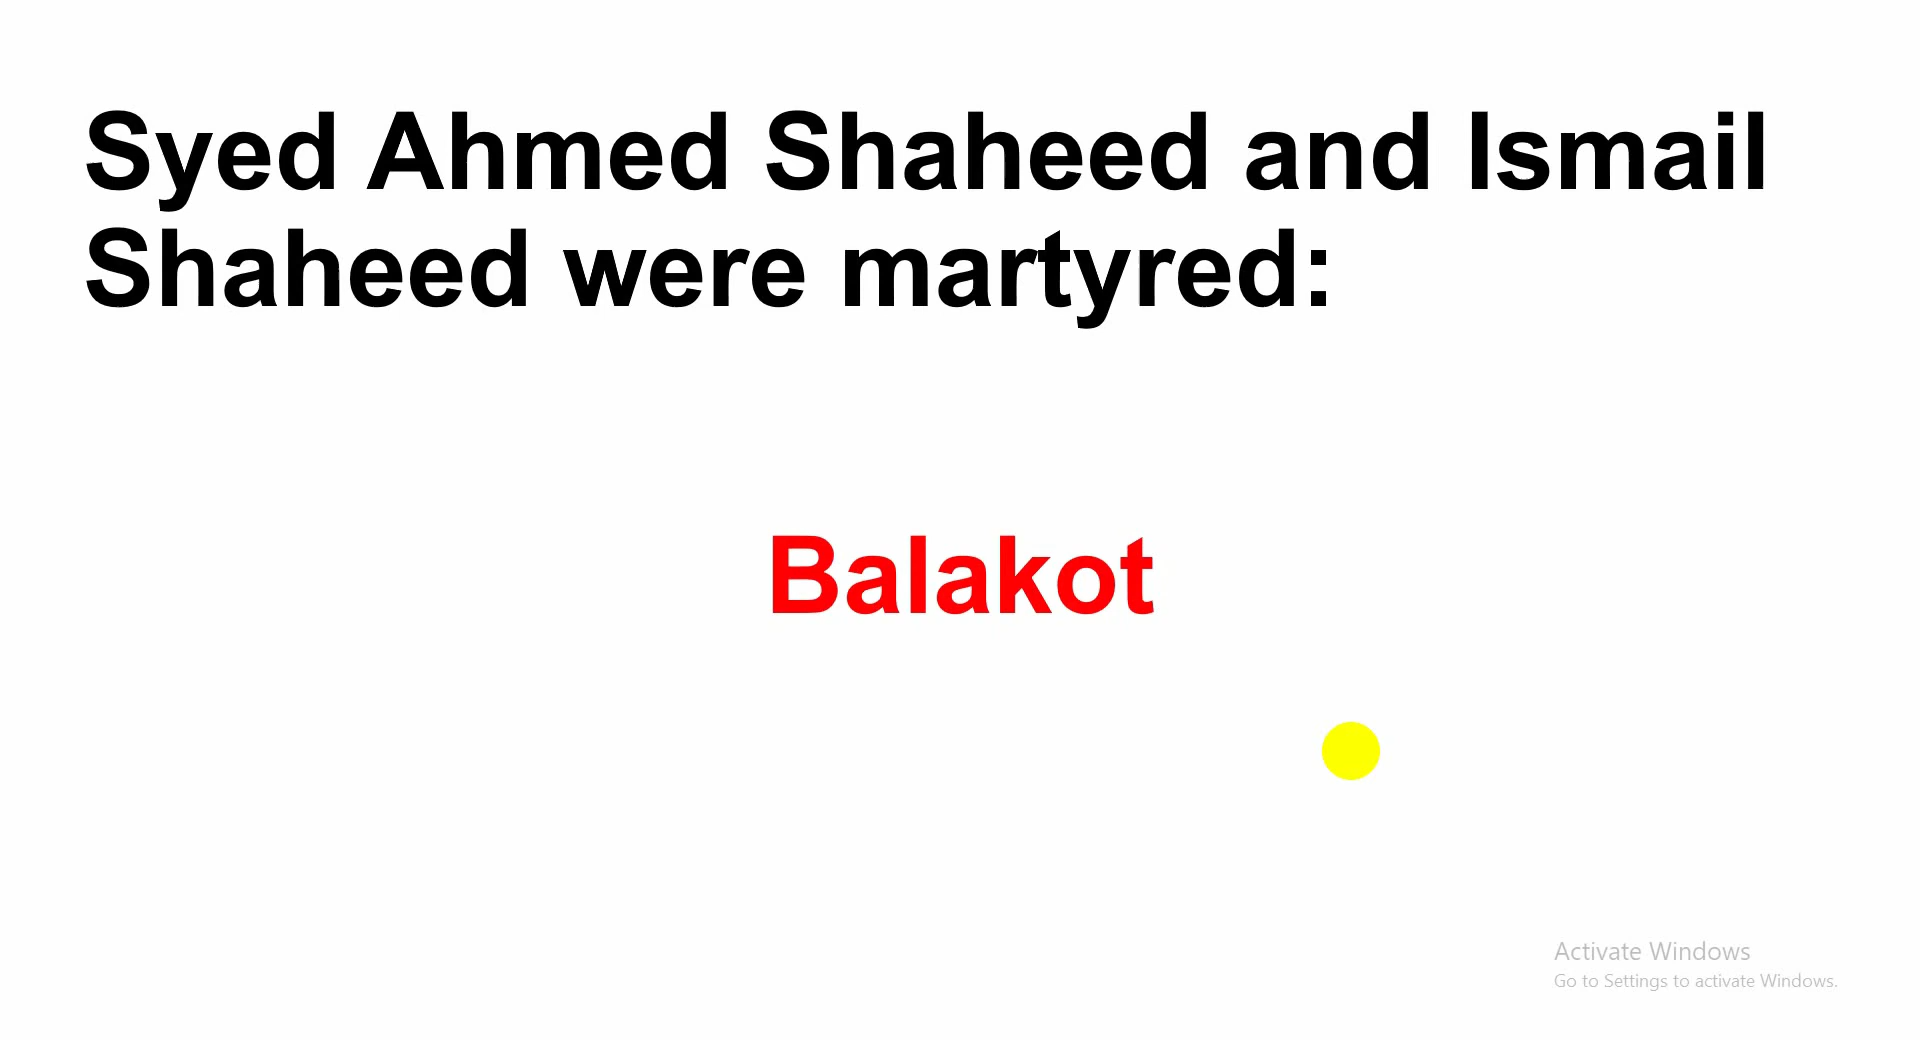 Syed Ahmed Shaheed and Ismail
Shaheed were martyred:
Balakot
Activate Windows
Go to Settings to activate Windows.